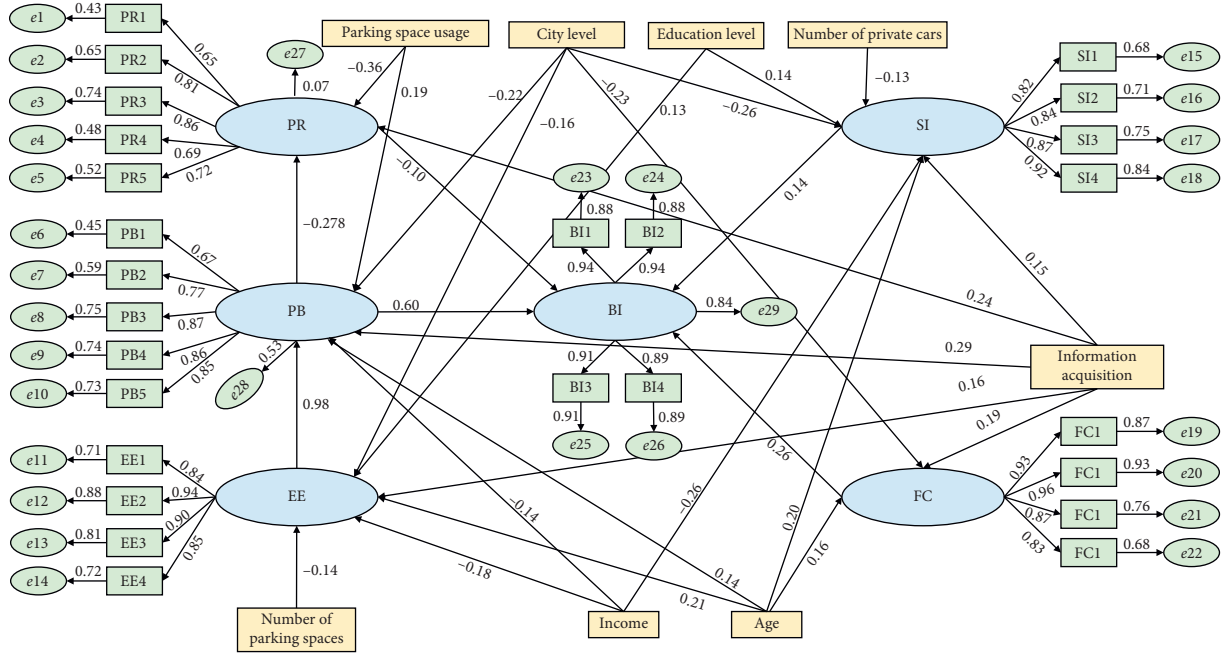 e1
0.43
PR1
e2
0.65
PR2
e3
0.74
PR3
e4
0.48
PR4
e5
0.52
PR5
0.65
0.81
0.86
0.69
0.72
e27
0.07
PR
Parking space usage
−0.36
0.19
City level
−0.22
−0.16
−0.23
−0.26
Education level
0.13
0.14
Number of private cars
−0.13
SI
0.82
0.84
0.87
0.92
SI1
0.68
e15
SI2
0.71
e16
SI3
0.75
e17
SI4
0.84
e18
−0.10
−0.278
0.14
e23
e24
0.88
0.88
BI1
BI2
0.94
0.94
e6
0.45
PB1
e7
0.59
PB2
e8
0.75
PB3
e9
0.74
PB4
e10
0.73
PB5
0.67
0.77
0.87
0.86
0.85
PB
0.53
e28
0.60
BI
0.84
e29
0.91
0.89
BI3
BI4
0.91
0.89
e25
e26
0.15
0.24
0.29
0.16
0.19
Information
acquisition
0.98
e11
0.71
EE1
e12
0.88
EE2
e13
0.81
EE3
e14
0.72
EE4
0.84
0.94
0.90
0.85
EE
0.26
FC
0.93
0.96
0.87
0.83
FC1
0.87
e19
FC1
0.93
e20
FC1
0.76
e21
FC1
0.68
e22
−0.14
−0.18
−0.14
−0.26
0.14
0.21
0.20
0.16
Number of
parking spaces
Income
Age